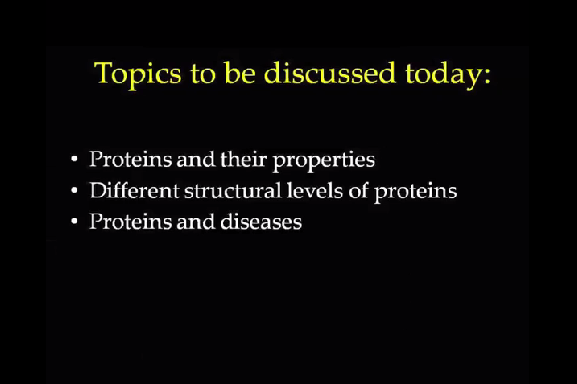 Topics to be discussed today:
• Proteins and their properties
• Different structural levels of proteins
• Proteins and diseases